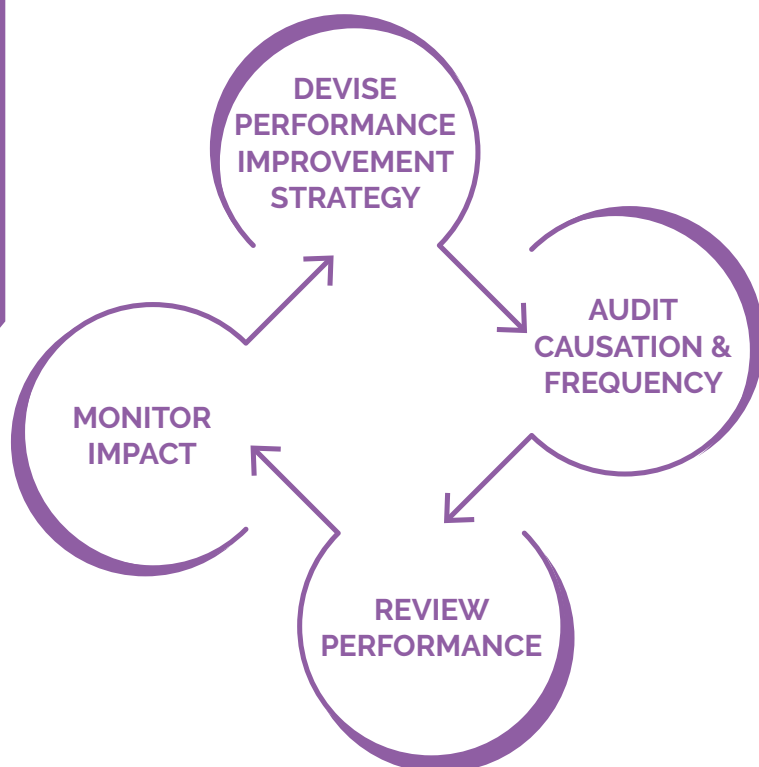 DEVISE
PERFORMANCE
IMPROVEMENT
STRATEGY
AUDIT
CAUSATION &
FREQUENCY
REVIEW
PERFORMANCE
MONITOR
IMPACT